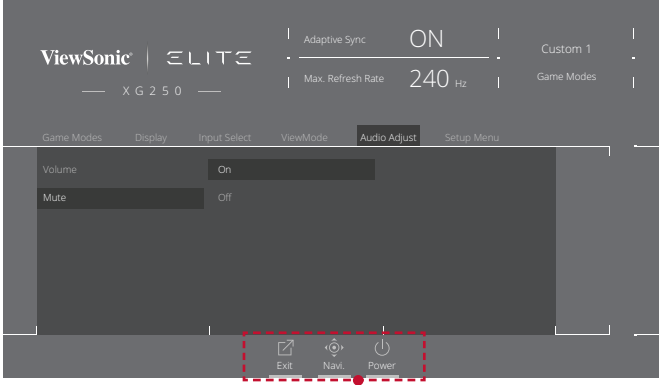 Adaptive Sync ON
Custom 1
ViewSonic ELITE
Max. Refresh Rate 240 Hz
Game Modes
XG250
Game Modes Display Input Select ViewMode Audio Adjust Setup Menu
Volume On
Mute Off
Exit Navi. Power